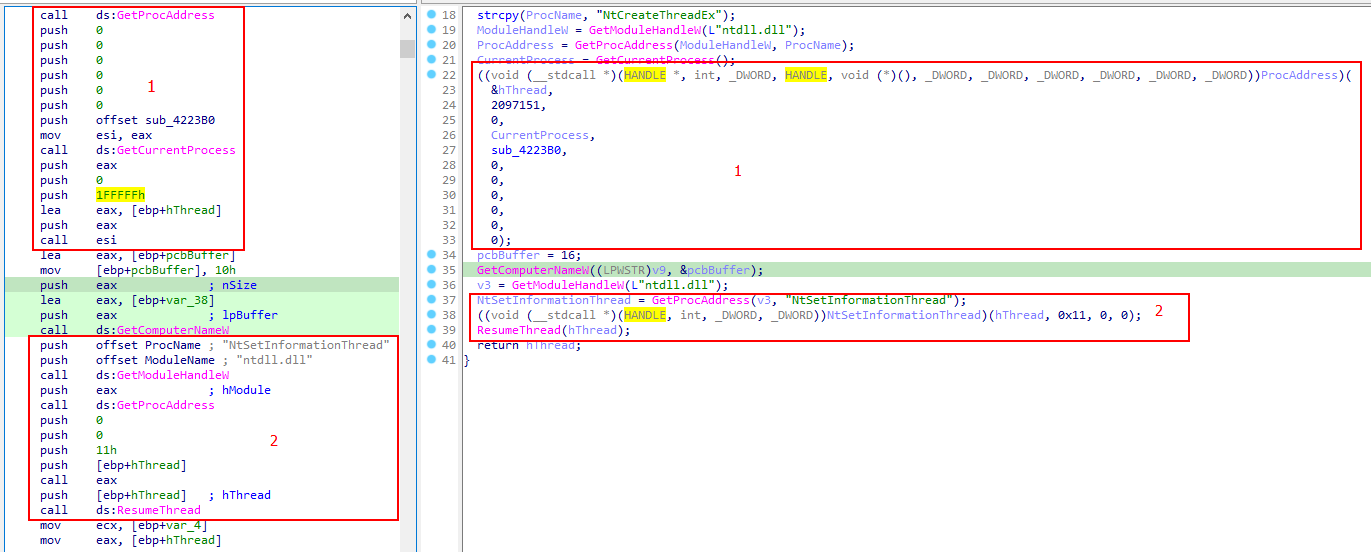 call ds:GetProcAddress
push 0
push 0
push 0
push 0
push 0
push 0
push offset sub_4223B0
mov esi, eax
call ds:GetCurrentProcess
push eax
push 0
push 1FFFFFh
lea eax, [ebp+hThread]
push eax
call esi
1
lea eax, [ebp+pcbBuffer]
mov [ebp+pcbBuffer], 10h
push eax ; nSize
lea eax, [ebp+var_38]
push eax ; lpBuffer
call ds:GetComputerNameW
push offset ProcName ; "NtSetInformationThread"
push offset ModuleName ; "ntdll.dll"
call ds:GetModuleHandleW
push eax ; hModule
call ds:GetProcAddress
push 0
push 0
push 11h
push [ebp+hThread]
call eax
push [ebp+hThread] ; hThread
call ds:ResumeThread
2
mov ecx, [ebp+var_4]
mov eax, [ebp+hThread]
18 strcpy(ProcName, "NtCreateThreadEx");
19 ModuleHandleW = GetModuleHandleW(L"ntdll.dll");
20 ProcAddress = GetProcAddress(ModuleHandleW, ProcName);
21 CurrentProcess = GetCurrentProcess();
22 ((void (__stdcall *)(HANDLE *, int, _DWORD, HANDLE, void (*)(), _DWORD, _DWORD, _DWORD, _DWORD, _DWORD, _DWORD))ProcAddress)(
23 &hThread,
24 2097151,
25 0,
26 CurrentProcess,
27 sub_4223B0,
28 0,
29 0,
30 0,
31 0,
32 0,
33 0);
1
34 pcbBuffer = 16;
35 GetComputerNameW((LPWSTR)v9, &pcbBuffer);
36 v3 = GetModuleHandleW(L"ntdll.dll");
37 NtSetInformationThread = GetProcAddress(v3, "NtSetInformationThread");
38 ((void (__stdcall *)(HANDLE, int, _DWORD, _DWORD))NtSetInformationThread)(hThread, 0x11, 0, 0);
39 ResumeThread(hThread);
2
40 return hThread;
41 }